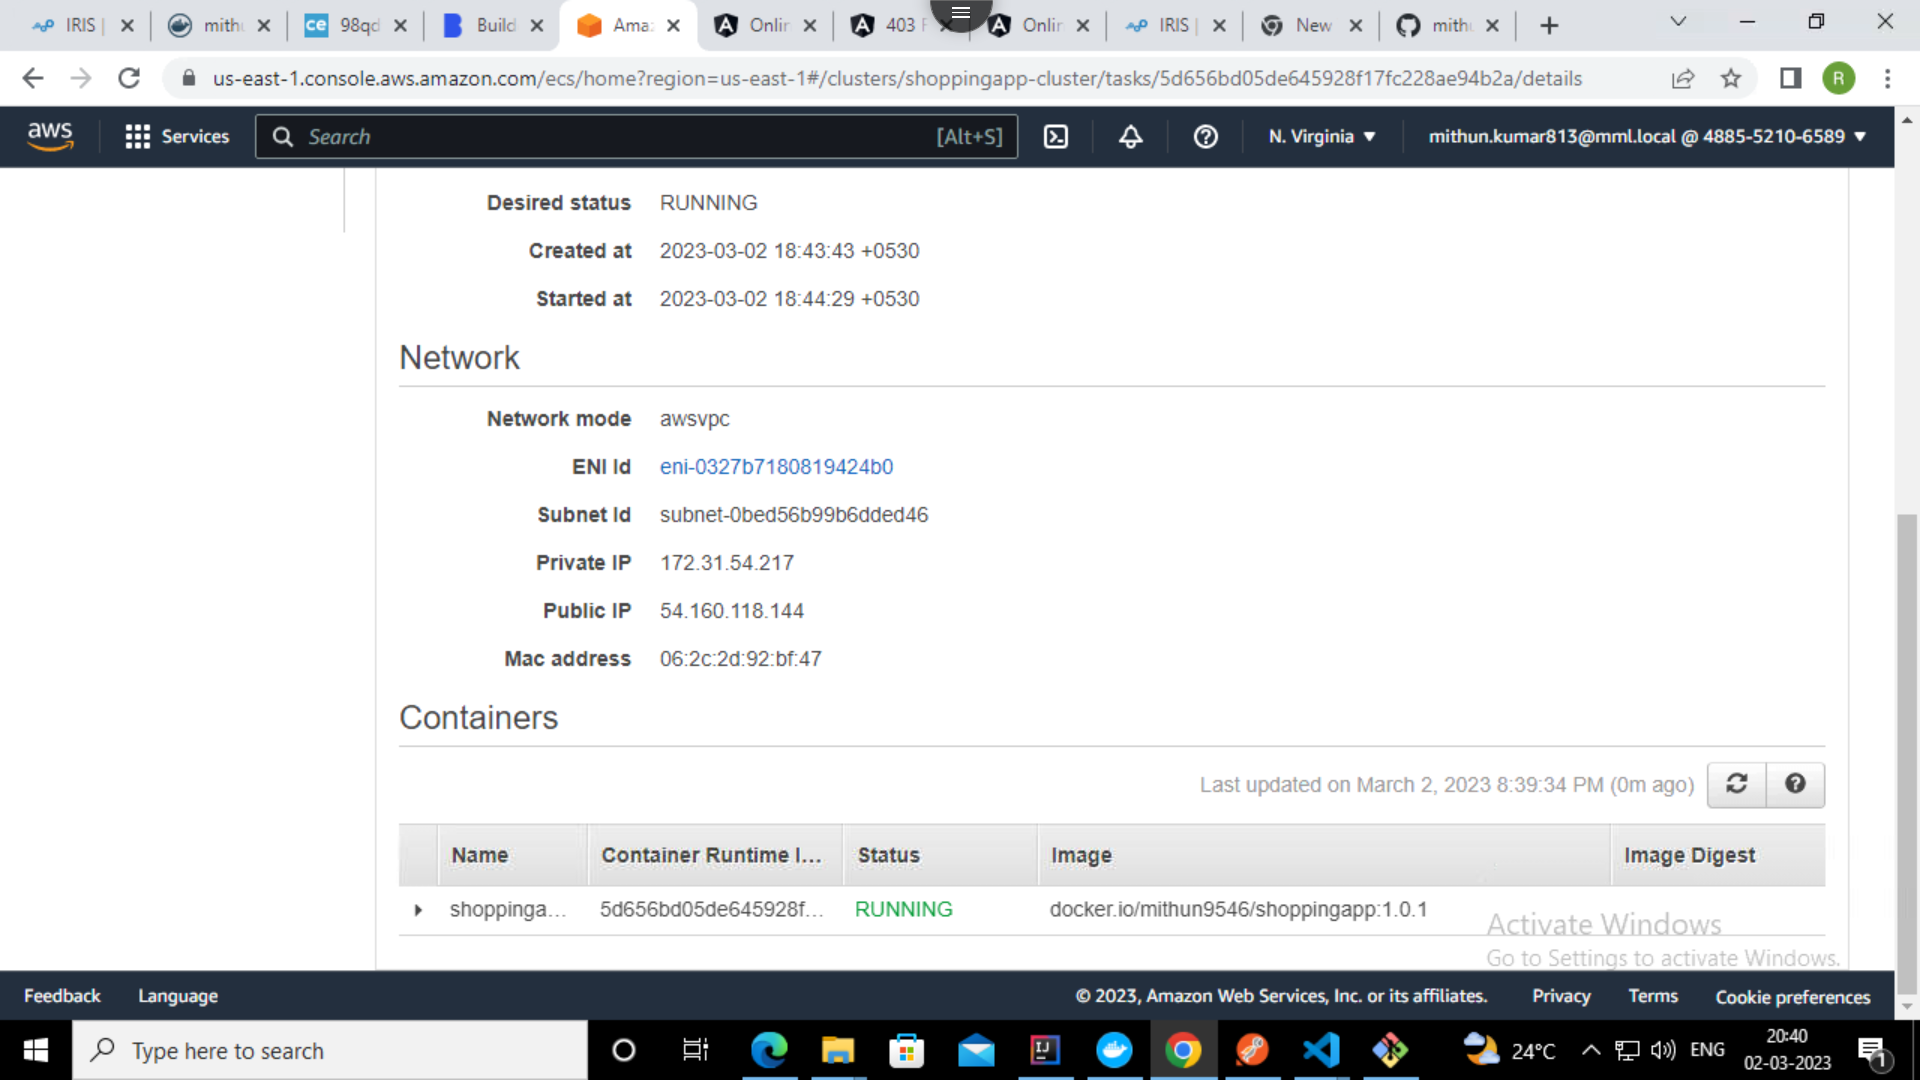 IRIS |
mith
98qd
Build
Ama
Onlin
403 F
Onlin
IRIS |
New
mith
us-east-1.console.aws.amazon.com/ecs/home?region=us-east-1#/clusters/shoppingapp-cluster/tasks/5d656bd05de645928f17fc228ae94b2a/details
R
aws
Services
Search
[Alt+S]
N. Virginia
mithun.kumar813@mml.local @ 4885-5210-6589
Desired status RUNNING
Created at 2023-03-02 18:43:43 +0530
Started at 2023-03-02 18:44:29 +0530
Network
Network mode awsvpc
ENI Id eni-0327b7180819424b0
Subnet Id subnet-0bed56b99b6dded46
Private IP 172.31.54.217
Public IP 54.160.118.144
Mac address 06:2c:2d:92:bf:47
Containers
Last updated on March 2, 2023 8:39:34 PM (0m ago)
Name Container Runtime I... Status Image Image Digest
shoppinga... 5d656bd05de645928f... RUNNING docker.io/mithun9546/shoppingapp:1.0.1
Activate Windows
Go to Settings to activate Windows.
Feedback Language © 2023, Amazon Web Services, Inc. or its affiliates. Privacy Terms Cookie preferences
Type here to search
24°C
ENG
20:40
02-03-2023
1